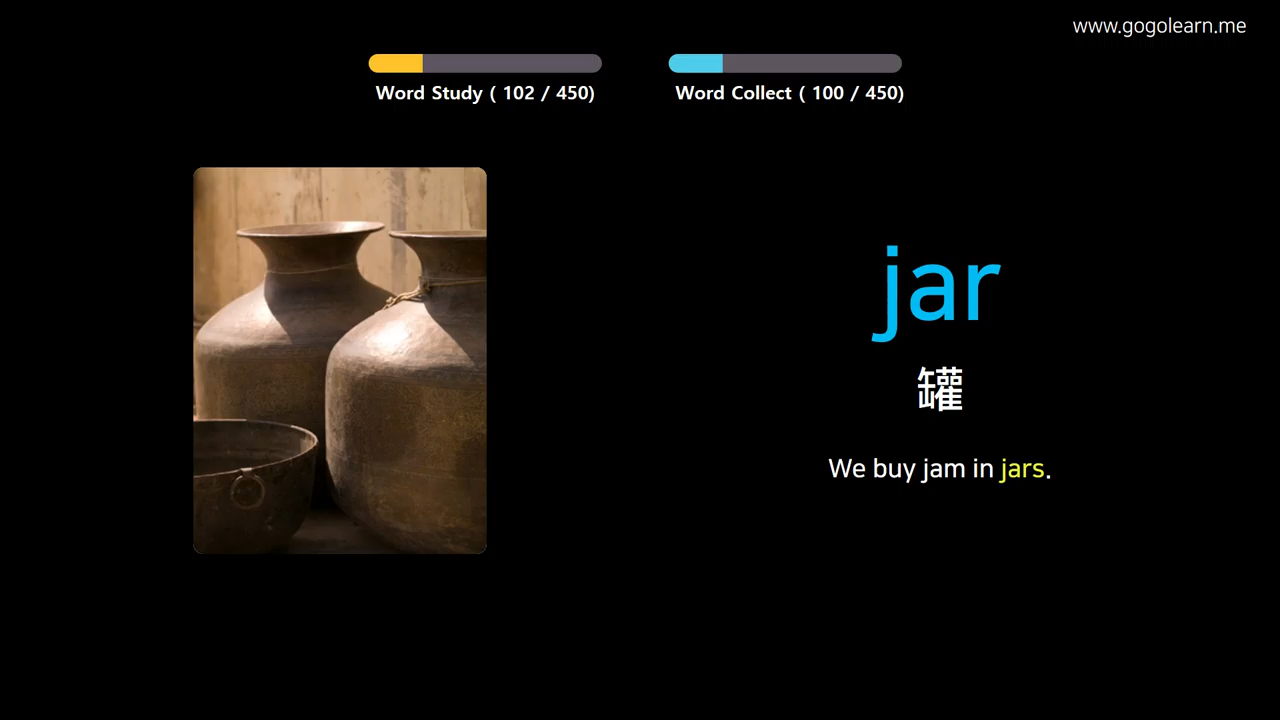 www.gogolearn.me
Word Study ( 102 / 450)
Word Collect ( 100 / 450)
jar
罐
We buy jam in jars.